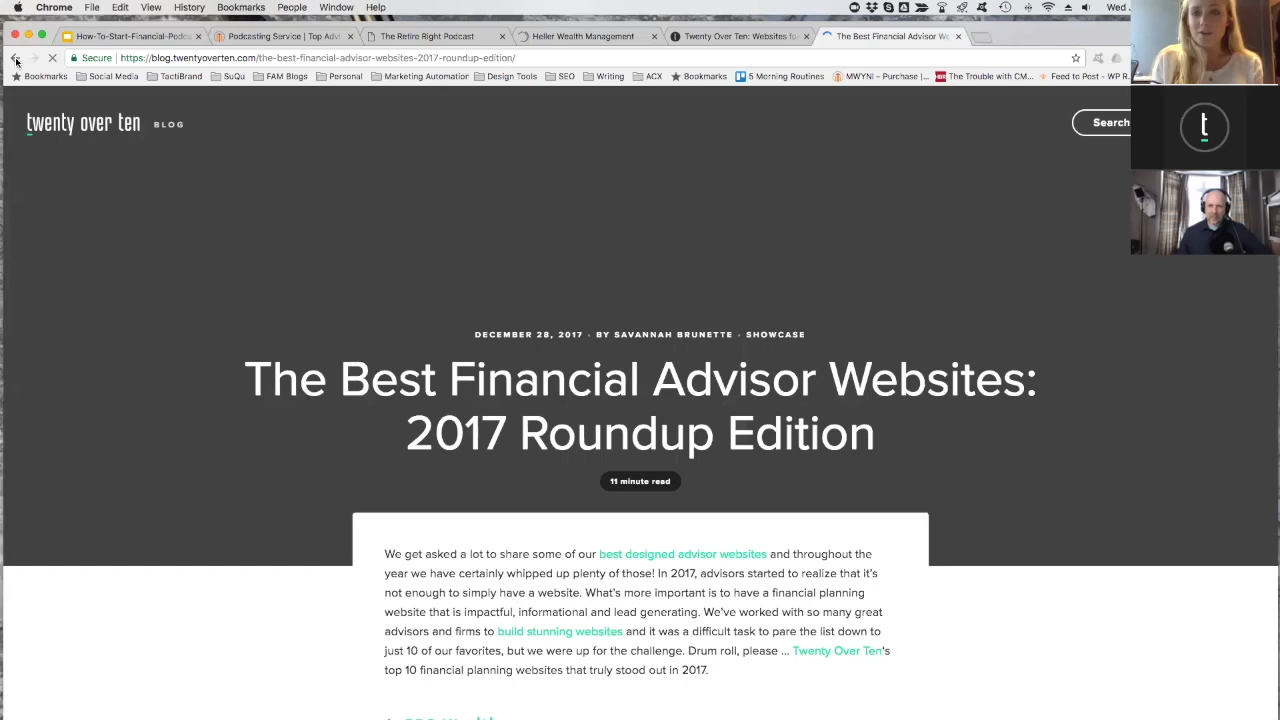 Chrome File Edit View History Bookmarks People Window Help Wed
How-To-Start-Financial-Podca Podcasting Service | Top Advi The Retire Right Podcast Heller Wealth Management Twenty Over Ten: Websites fo The Best Financial Advisor We
Secure https://blog.twentyoverten.com/the-best-financial-advisor-websites-2017-roundup-edition/
Bookmarks Social Media TactiBrand SuQu FAM Blogs Personal Marketing Automation Design Tools SEO Writing ACX Bookmarks 5 Morning Routines MWYNI – Purchase |... HBR The Trouble with CM... Feed to Post - WP R
twenty over ten BLOG
Search
t
DECEMBER 28, 2017 · BY SAVANNAH BRUNETTE · SHOWCASE
The Best Financial Advisor Websites:
2017 Roundup Edition
11 minute read
We get asked a lot to share some of our best designed advisor websites and throughout the
year we have certainly whipped up plenty of those! In 2017, advisors started to realize that it's
not enough to simply have a website. What's more important is to have a financial planning
website that is impactful, informational and lead generating. We've worked with so many great
advisors and firms to build stunning websites and it was a difficult task to pare the list down to
just 10 of our favorites, but we were up for the challenge. Drum roll, please ... Twenty Over Ten's
top 10 financial planning websites that truly stood out in 2017.